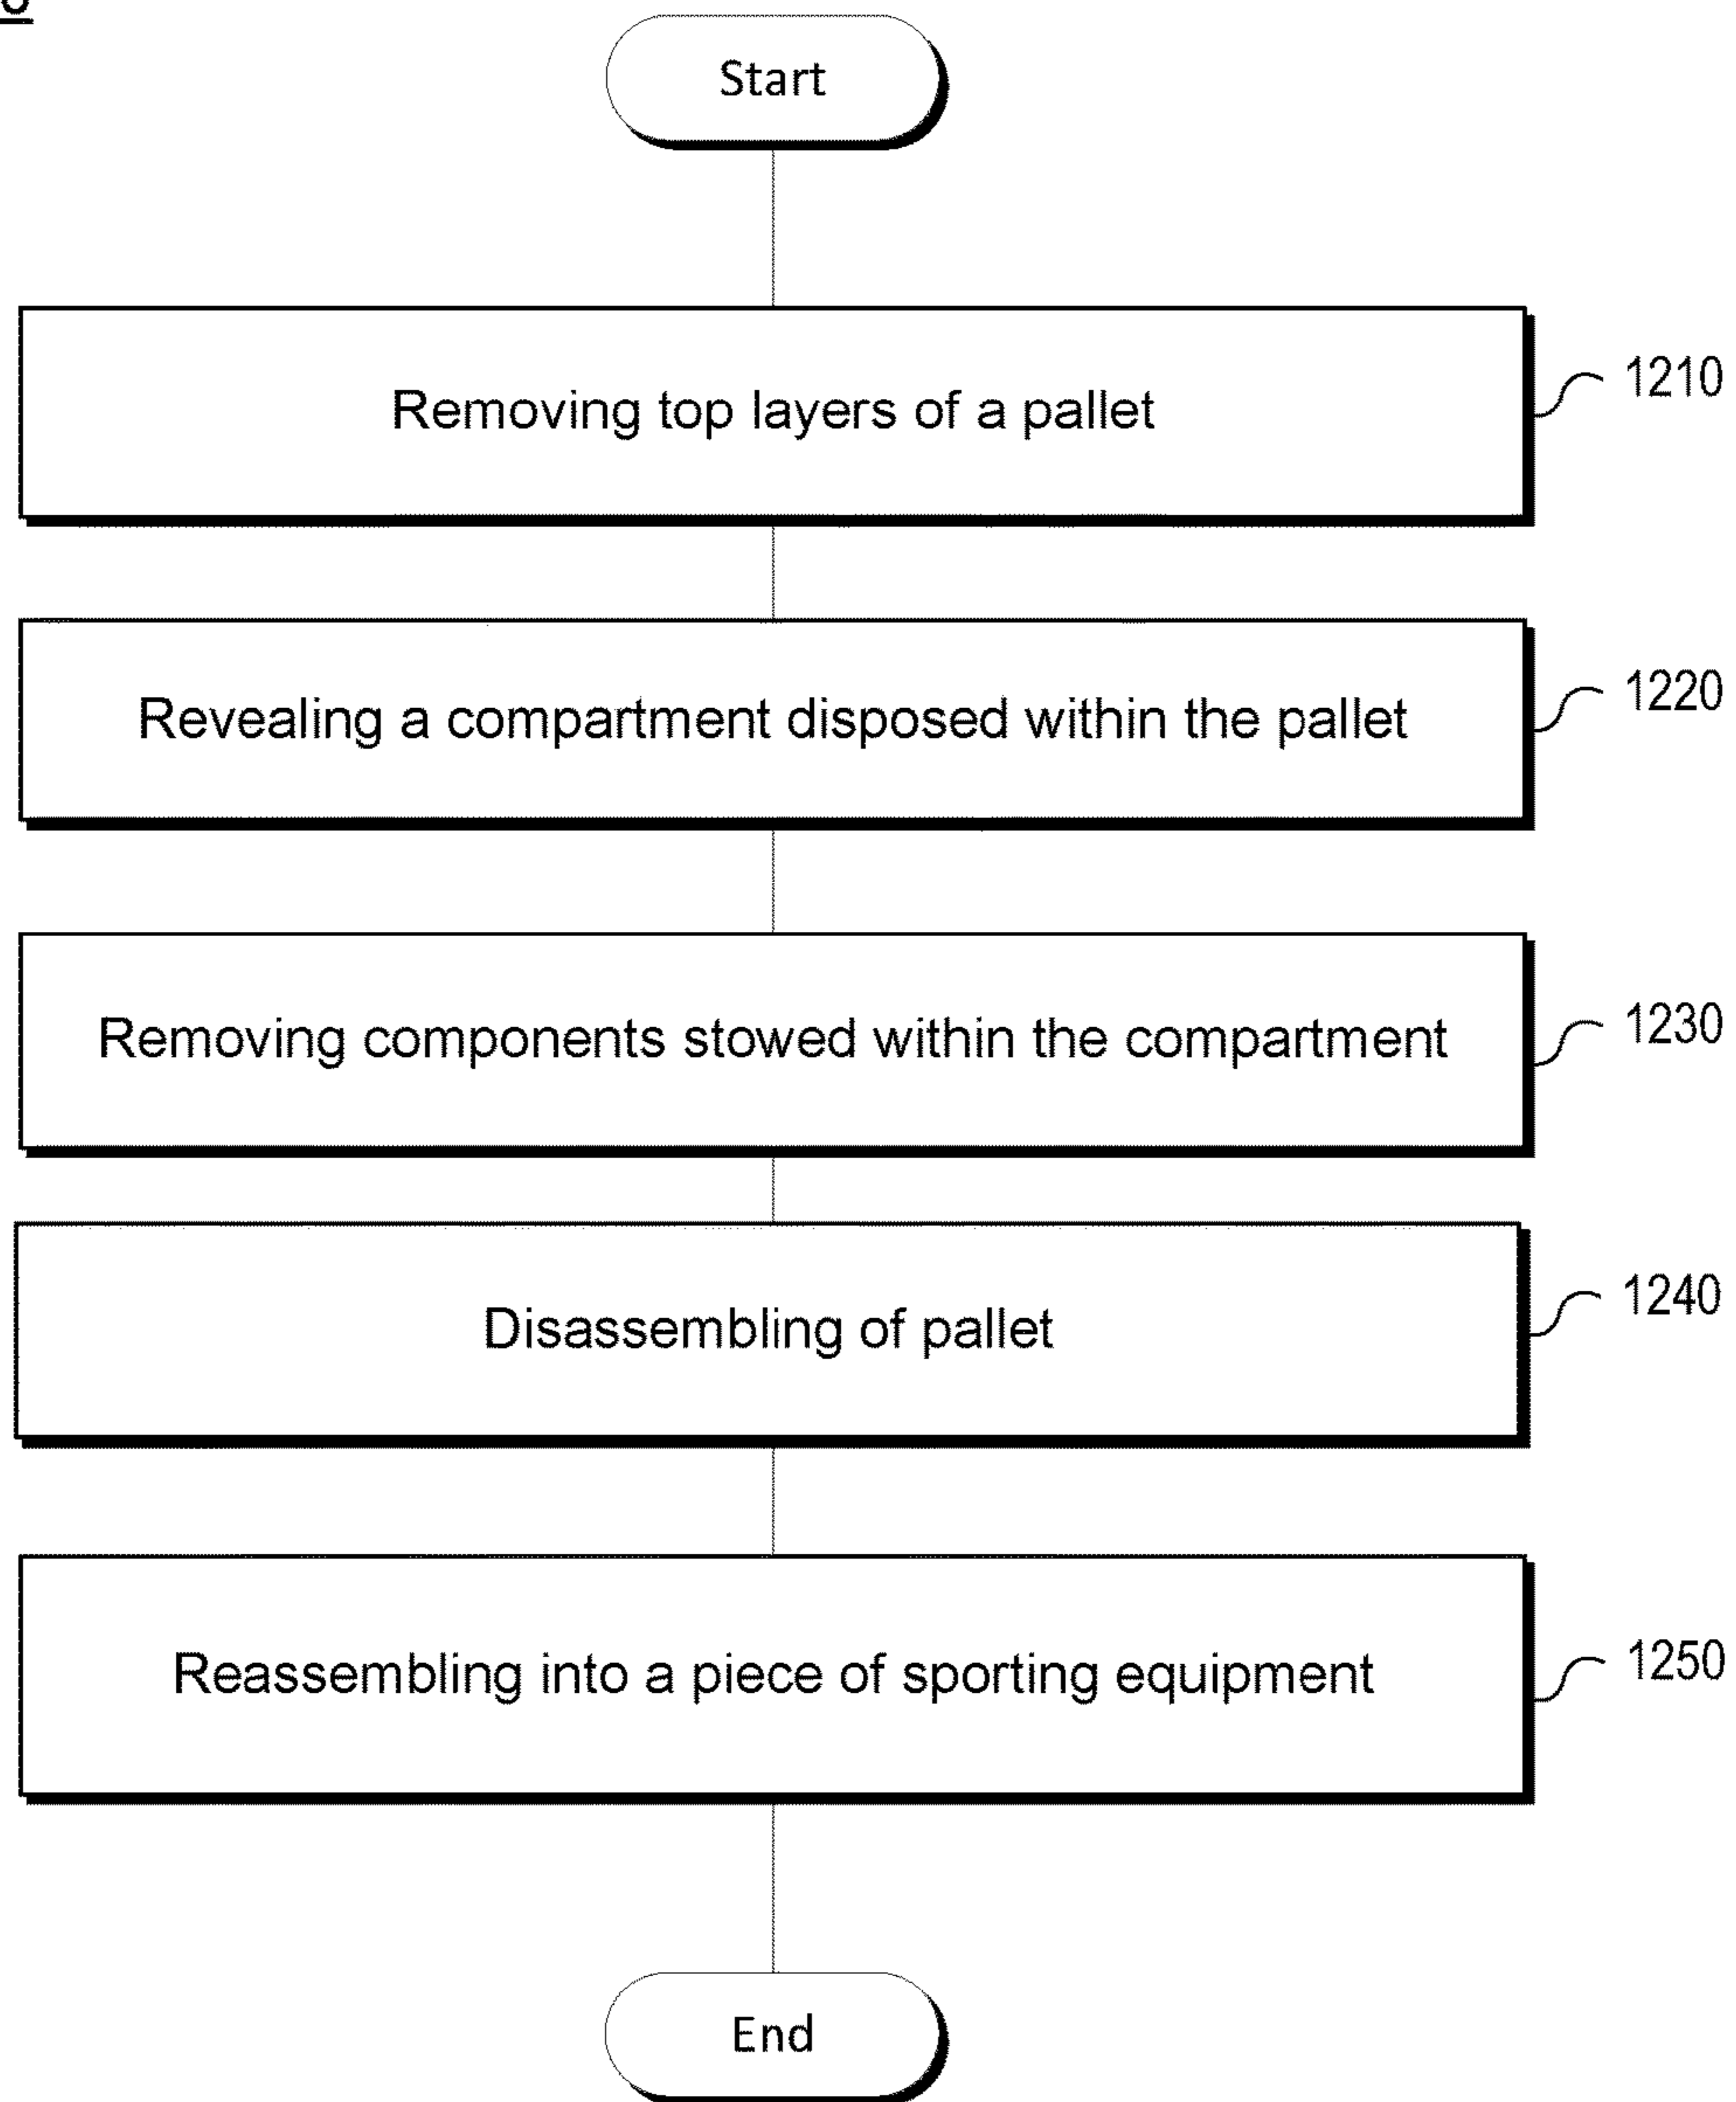 Start
Removing top layers of a pallet
1210
Revealing a compartment disposed within the pallet
1220
Removing components stowed within the compartment
1230
Disassembling of pallet
1240
Reassembling into a piece of sporting equipment
1250
End